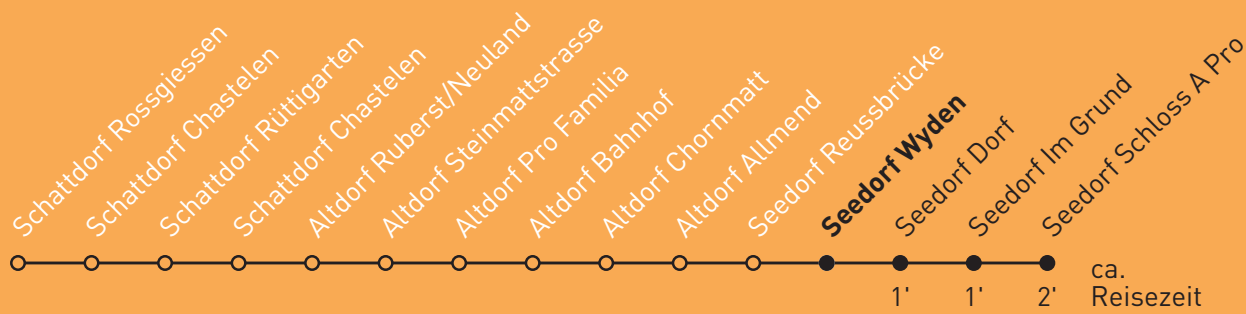 Schattdorf Rossgiessen
Schattdorf Chastelen
Schattdorf Rüttigarten
Schattdorf Chastelen
Altdorf Ruberst/Neuland
Altdorf Steinmattstrasse
Altdorf Pro Familia
Altdorf Bahnhof
Altdorf Chornmatt
Altdorf Allmend
Seedorf Reussbrücke
Seedorf Wyden
Seedorf Dorf
Seedorf Im Grund
Seedorf Schloss A Pro
1' 1' 2' ca.
Reisezeit